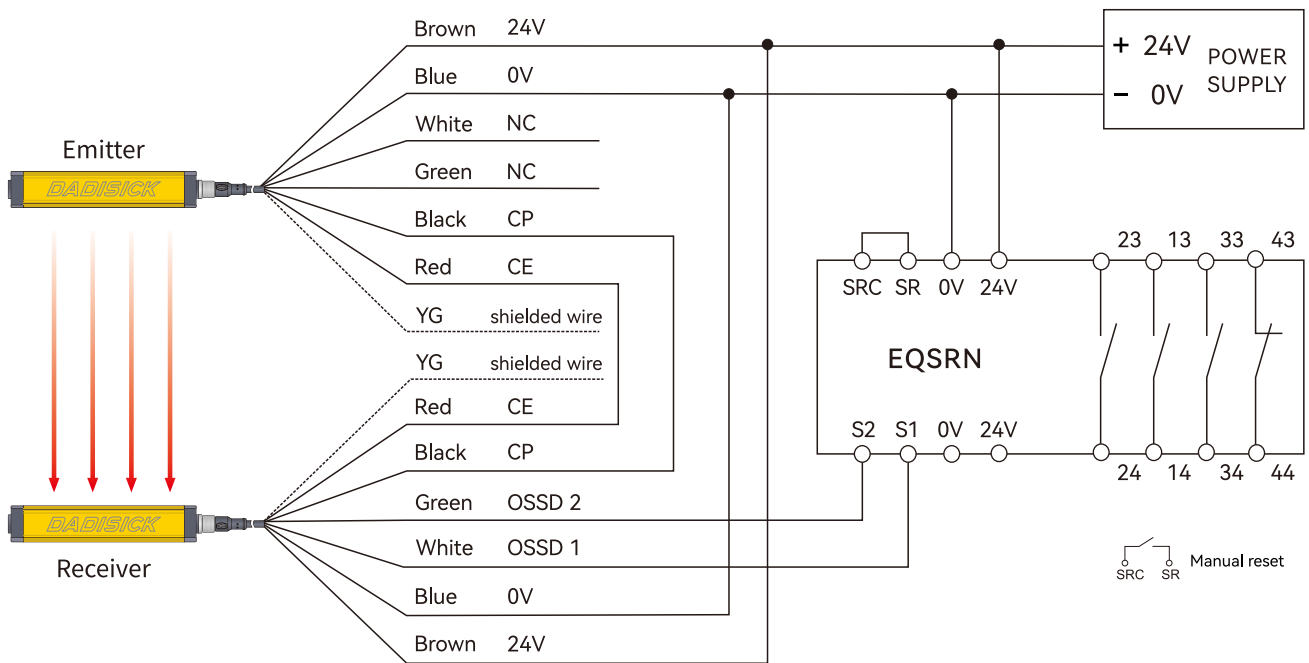 Brown 24V
Blue 0V
White NC
Green NC
Black CP
Red CE
YG shielded wire
YG shielded wire
Red CE
Black CP
Green OSSD 2
White OSSD 1
Blue 0V
Brown 24V
Emitter
DADISICK
DADISICK
Receiver
+ 24V
- 0V
POWER
SUPPLY
23 13 33 43
SRC SR 0V 24V
EQSRN
S2 S1 0V 24V
24 14 34 44
SRC SR Manual reset